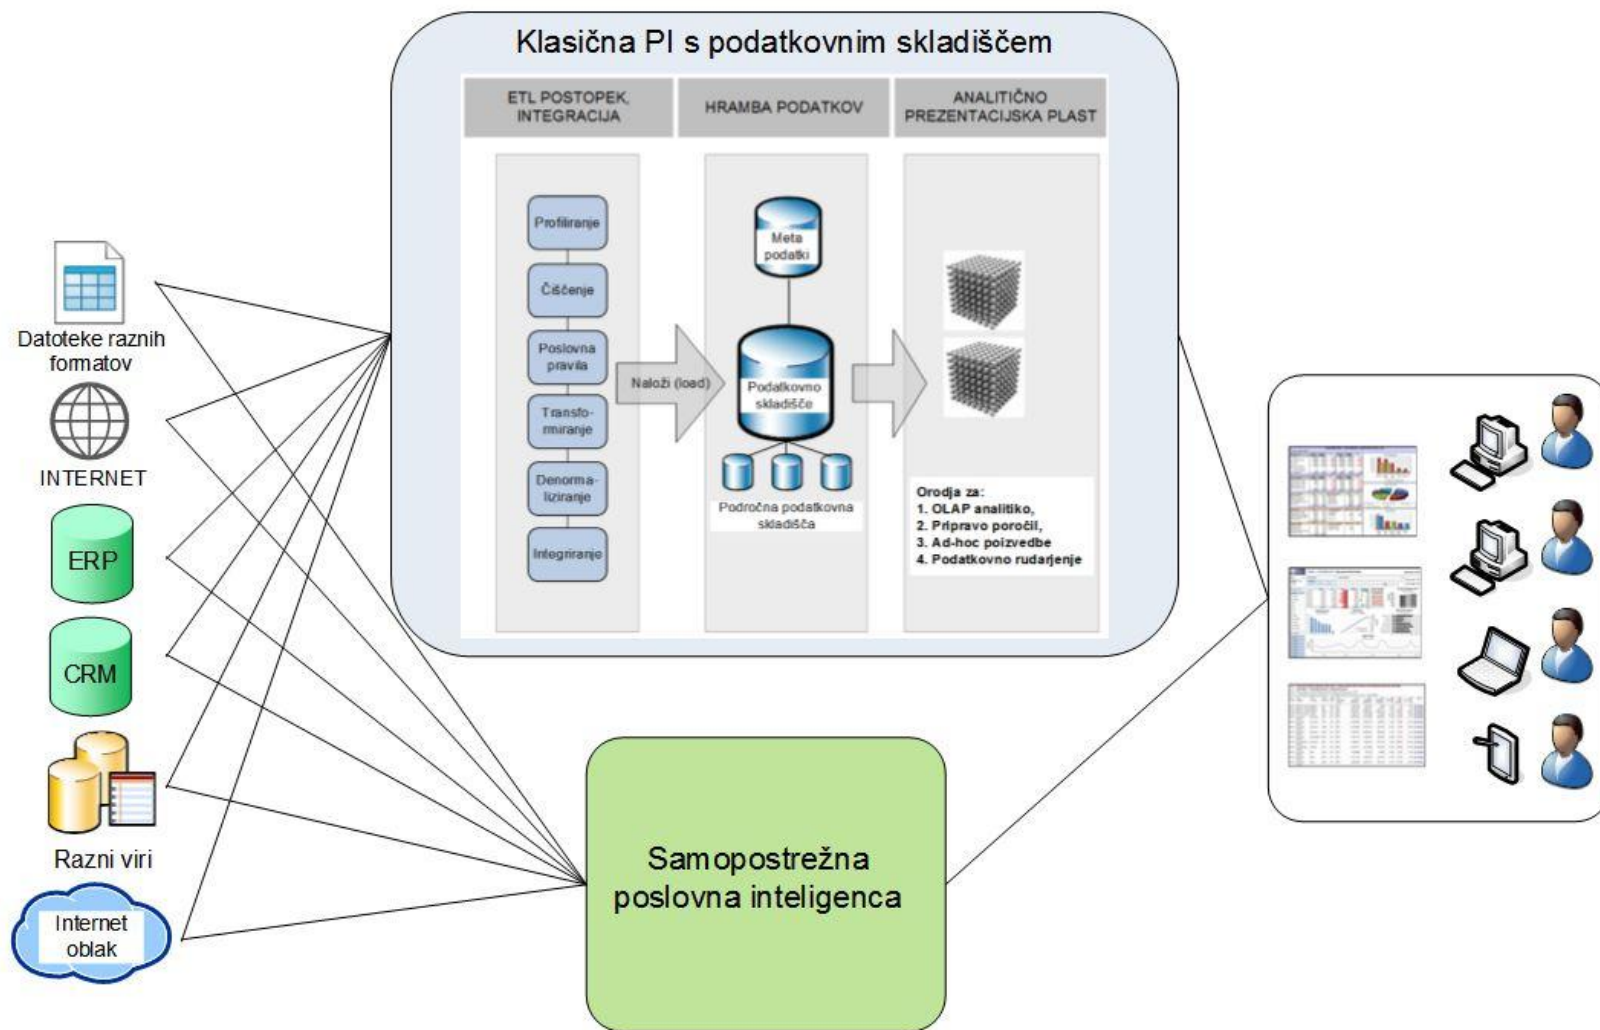 Klasična PI s podatkovnim skladiščem
ETL POSTOPEK,
INTEGRACIJA
HRAMBA PODATKOV
ANALITIČNO
PREZENTACIJSKA PLAST
Profiliranje
Čiščenje
Poslovna
pravila
Transfo-
rmiranje
Denorma-
liziranje
Integriranje
Naloži (load)
Meta
podatki
Podatkovno
skladišče
Področna podatkovna
skladišča
Orodja za:
1. OLAP analitiko,
2. Pripravo poročil,
3. Ad-hoc poizvedbe
4. Podatkovno rudarjenje
Datoteke raznih
formatov
INTERNET
ERP
CRM
Razni viri
Internet
oblak
Samopostrežna
poslovna inteligenca